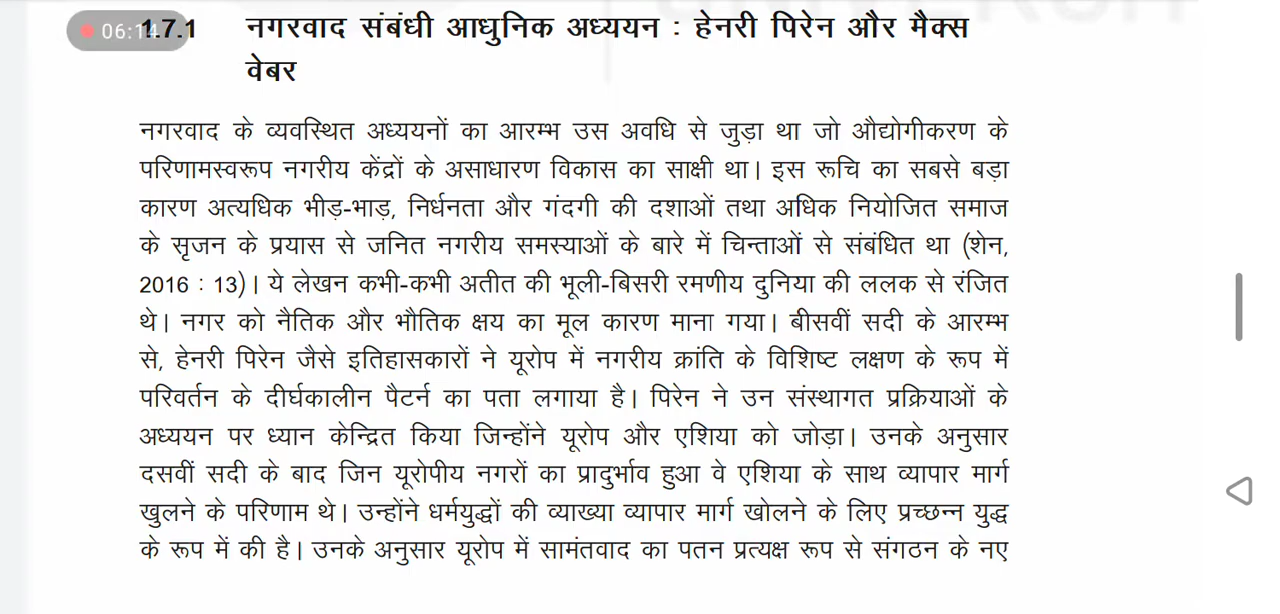 06:14
1.7.1 नगरवाद संबंधी आधुनिक अध्ययन : हेनरी पिरेन और मैक्स
वेबर
नगरवाद के व्यवस्थित अध्ययनों का आरम्भ उस अवधि से जुड़ा था जो औद्योगीकरण के
परिणामस्वरूप नगरीय केंद्रों के असाधारण विकास का साक्षी था। इस रूचि का सबसे बड़ा
कारण अत्यधिक भीड़-भाड़, निर्धनता और गंदगी की दशाओं तथा अधिक नियोजित समाज
के सृजन के प्रयास से जनित नगरीय समस्याओं के बारे में चिन्ताओं से संबंधित था (शेन,
2016 : 13)। ये लेखन कभी-कभी अतीत की भूली-बिसरी रमणीय दुनिया की ललक से रंजित
थे। नगर को नैतिक और भौतिक क्षय का मूल कारण माना गया। बीसवीं सदी के आरम्भ
से, हेनरी पिरेन जैसे इतिहासकारों ने यूरोप में नगरीय क्रांति के विशिष्ट लक्षण के रूप में
परिवर्तन के दीर्घकालीन पैटर्न का पता लगाया है। पिरेन ने उन संस्थागत प्रक्रियाओं के
अध्ययन पर ध्यान केन्द्रित किया जिन्होंने यूरोप और एशिया को जोड़ा। उनके अनुसार
दसवीं सदी के बाद जिन यूरोपीय नगरों का प्रादुर्भाव हुआ वे एशिया के साथ व्यापार मार्ग
खुलने के परिणाम थे। उन्होंने धर्मयुद्धों की व्याख्या व्यापार मार्ग खोलने के लिए प्रच्छन्न युद्ध
के रूप में की है। उनके अनुसार यूरोप में सामंतवाद का पतन प्रत्यक्ष रूप से संगठन के नए